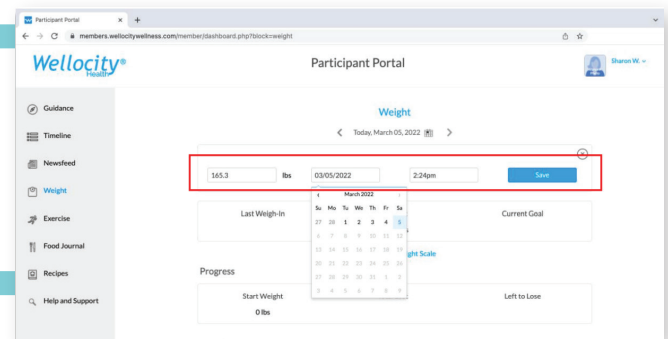 Participant Portal
members.wellocitywellness.com/member/dashboard.php?block=weight
Wellocity®
Health
Participant Portal
Sharon W.
Guidance
Timeline
Newsfeed
Weight
Exercise
Food Journal
Recipes
Help and Support
Weight
Today, March 05, 2022
165.3 lbs 03/05/2022 2:24pm Save
March 2022
Su Mo Tu We Th Fr Sa
27 28 1 2 3 4 5
6 7 8 9 10 11 12
13 14 15 16 17 18 19
20 21 22 23 24 25 26
27 28 29 30 31 1 2
3 4 5 6 7 8 9
Last Weigh-In Current Goal
ght Scale
Progress
Start Weight Left to Lose
0 lbs